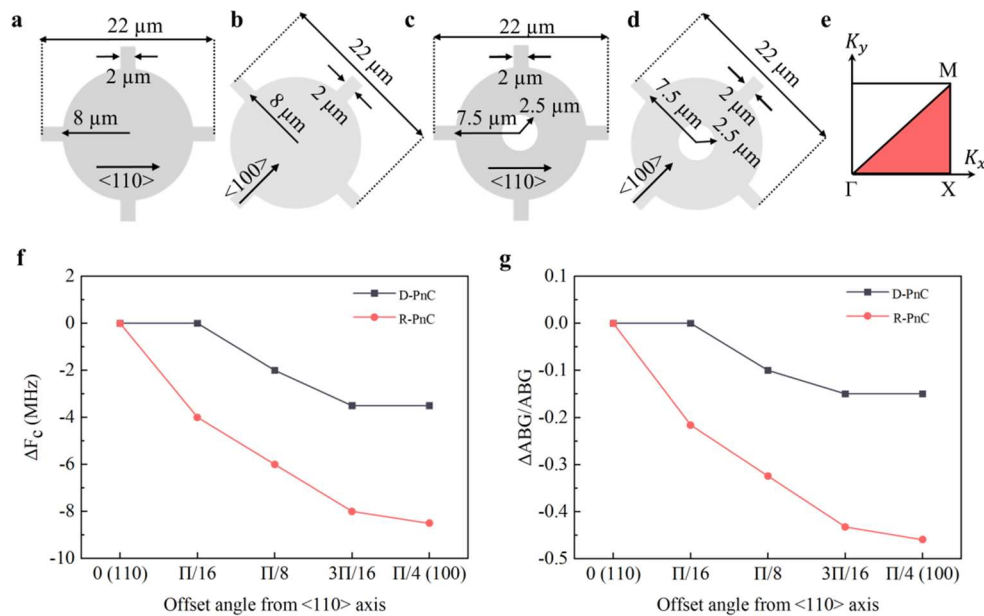 a
22 µm
2 µm
8 µm
<110>
b
22 µm
2 µm
8 µm
<100>
c
22 µm
2 µm
2.5 µm
7.5 µm
<110>
d
22 µm
2 µm
7.5 µm
2.5 µm
<100>
e
Ky
M
Kx
Γ
X
f
2
0
-2
-4
-6
-8
-10
ΔFc (MHz)
D-PnC
R-PnC
0 (110) Π/16 Π/8 3Π/16 Π/4 (100)
Offset angle from <110> axis
g
0.1
0.0
-0.1
-0.2
-0.3
-0.4
-0.5
ΔABG/ABG
D-PnC
R-PnC
0 (110) Π/16 Π/8 3Π/16 Π/4 (100)
Offset angle from <110> axis